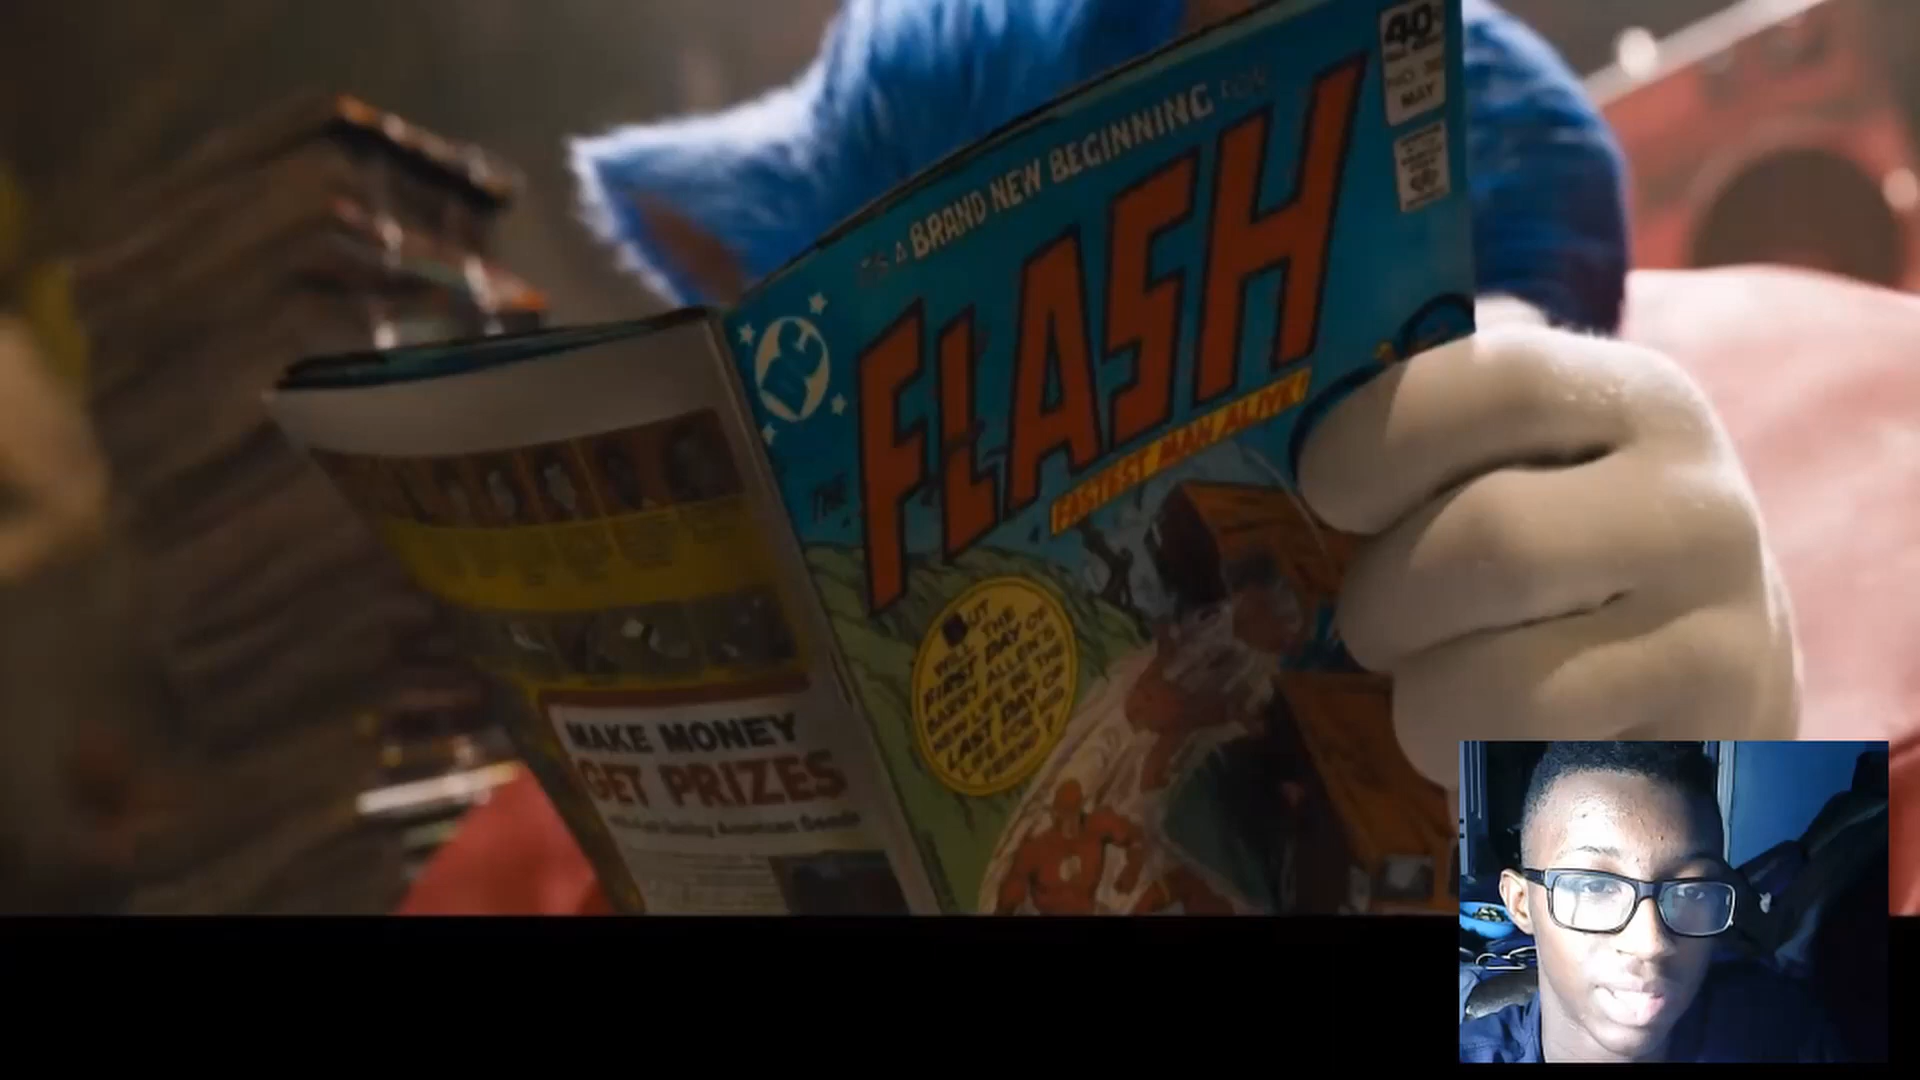 40¢
MAY
IT'S A BRAND NEW BEGINNING FOR
DC
THE
FLASH
FASTEST MAN ALIVE!
BUT
WILL THE
FIRST DAY OF
BARRY ALLEN'S
NEW LIFE BE THE
LAST DAY OF
LIFE FOR HIS
FRIEND?
MAKE MONEY
GET PRIZES